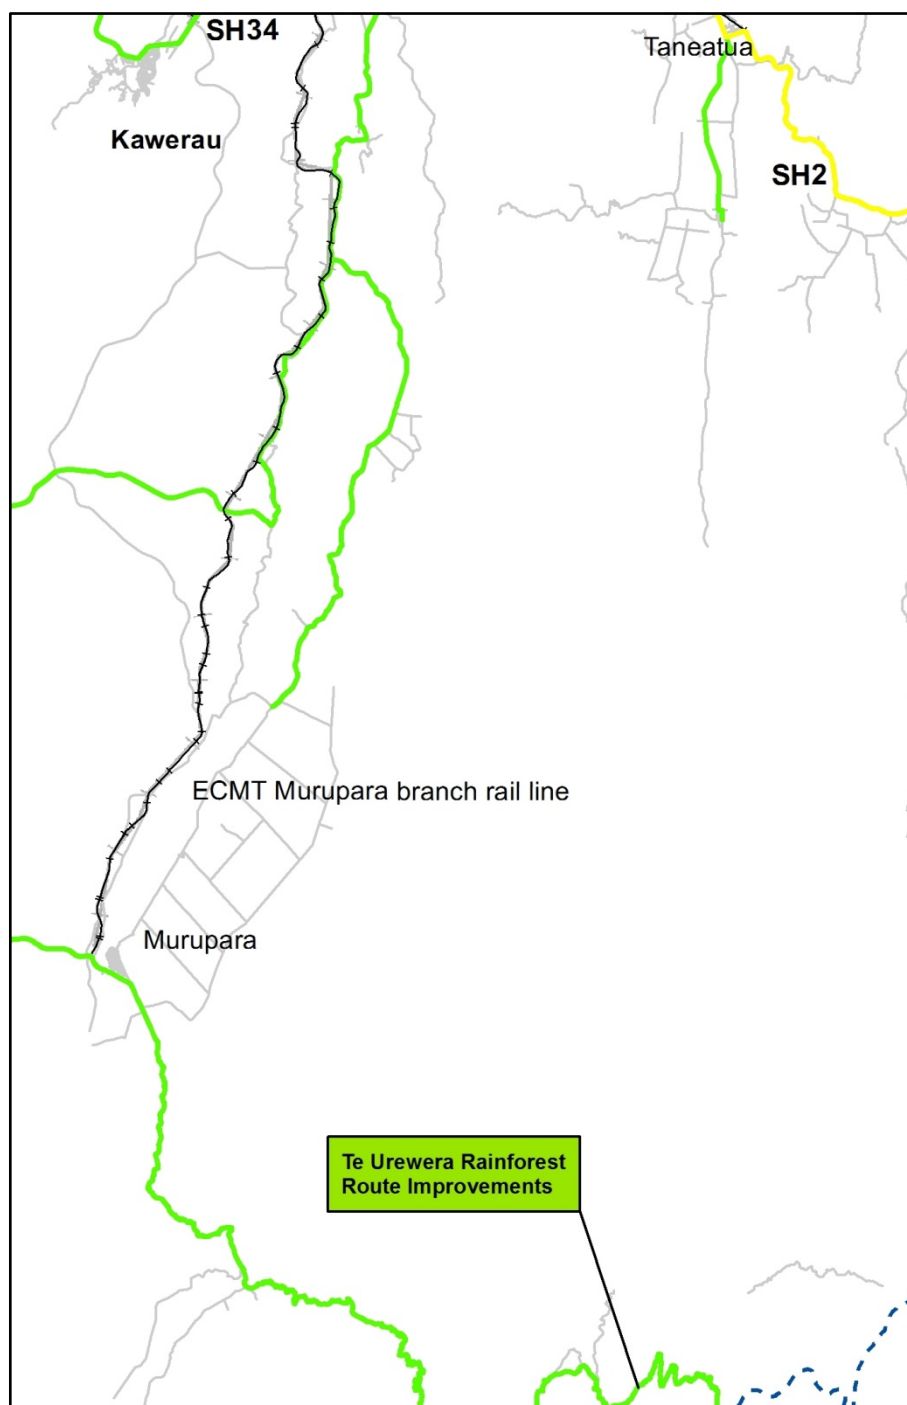 SH34
Taneatua
Kawerau
SH2
ECMT Murupara branch rail line
Murupara
Te Urewera Rainforest
Route Improvements